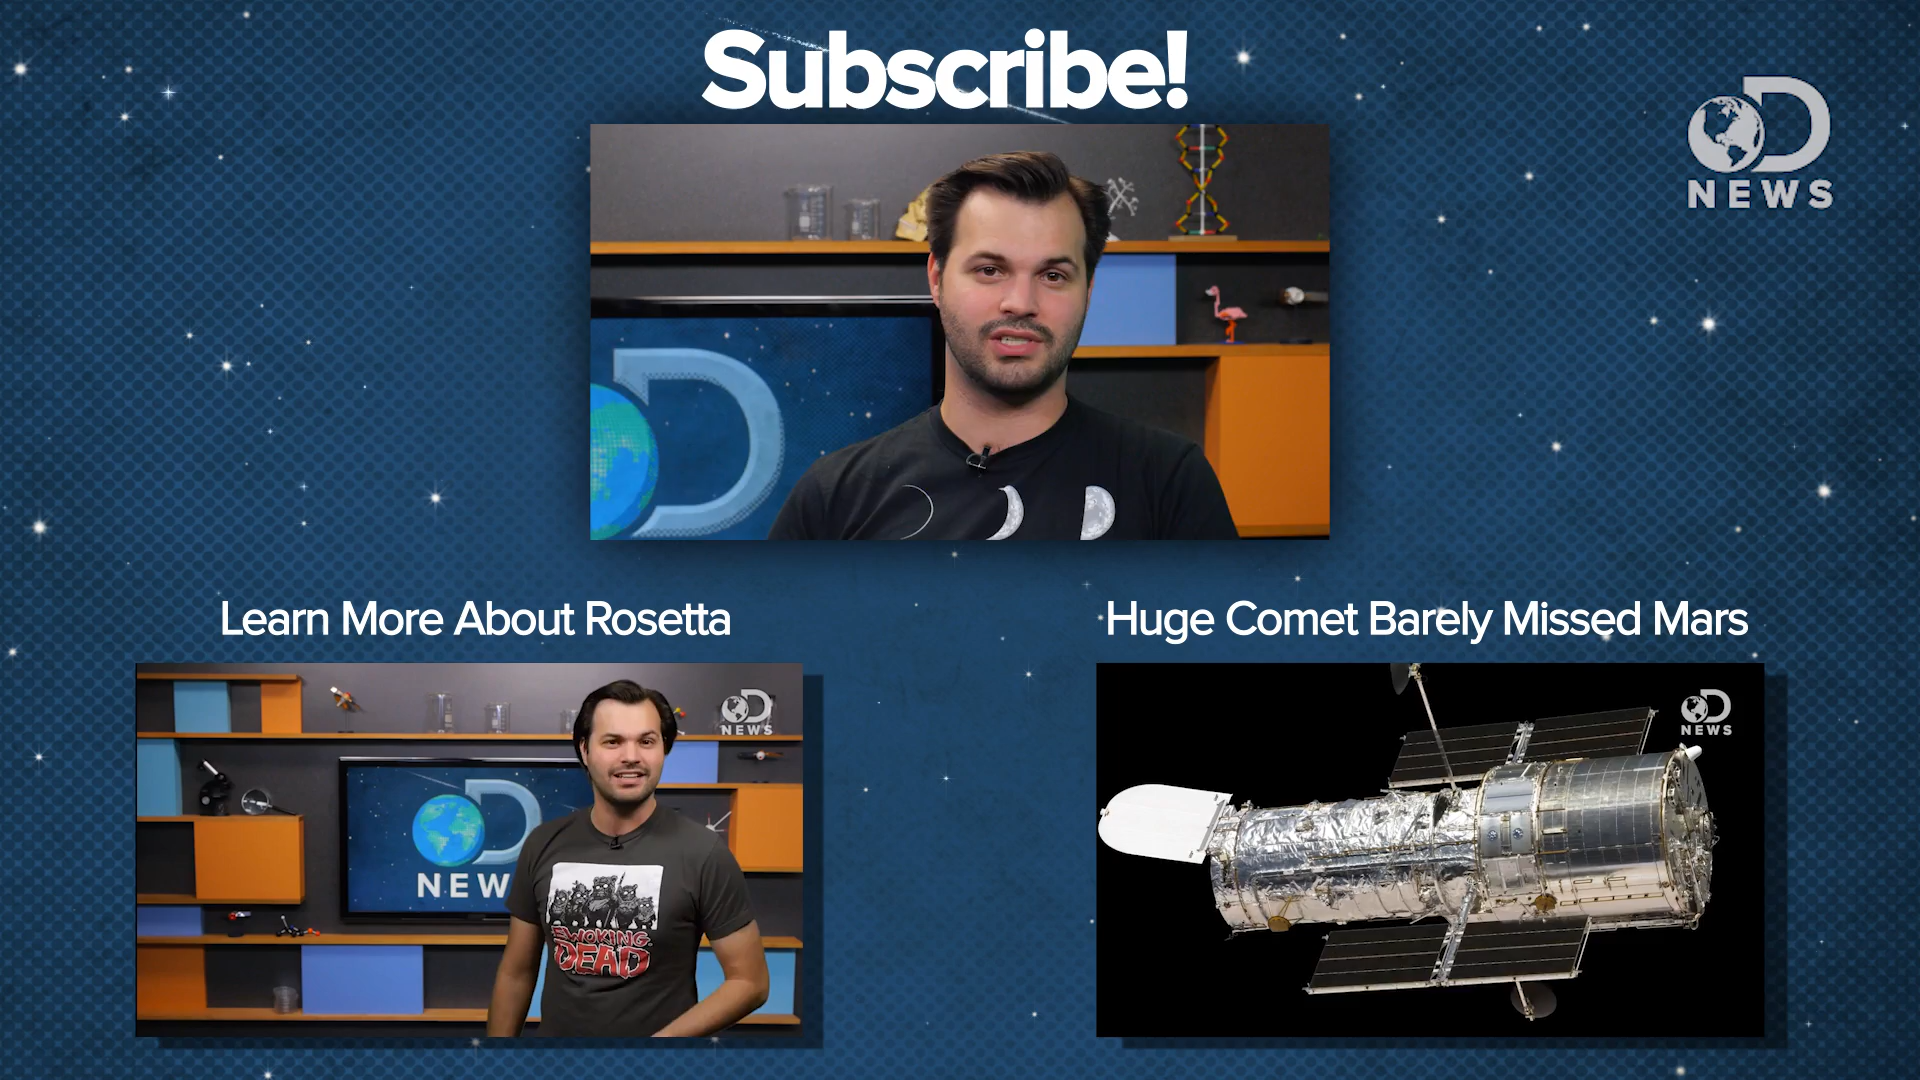 Subscribe!
D
NEWS
D
Learn More About Rosetta
Huge Comet Barely Missed Mars
D
NEWS
D
NEW
EWOKING
DEAD
D
NEWS